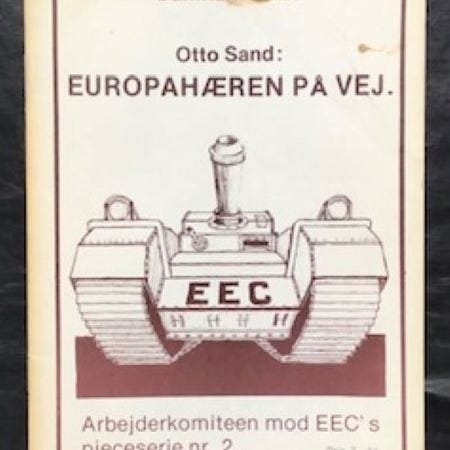 Otto Sand:
EUROPAHÆREN PÅ VEJ.
EEC
Arbejderkomiteen mod EEC's
pieceserie nr. 2